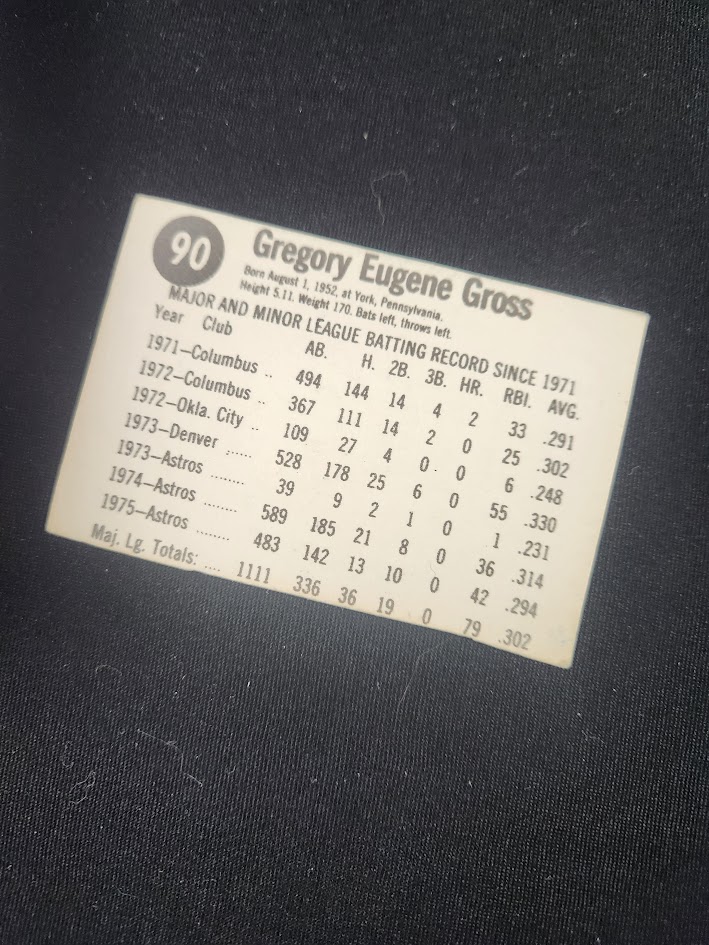 90
Gregory Eugene Gross
Born August 1, 1952, at York, Pennsylvania.
Height 5.11. Weight 170. Bats left, throws left.
MAJOR AND MINOR LEAGUE BATTING RECORD SINCE 1971
Year Club AB. H. 2B. 3B. HR. RBI. AVG.
1971—Columbus .. 494 144 14 4 2 33 .291
1972—Columbus .. 367 111 14 2 0 25 .302
1972—Okla. City .. 109 27 4 0 0 6 .248
1973—Denver ...... 528 178 25 6 0 55 .330
1973—Astros ........ 39 9 2 1 0 1 .231
1974—Astros ........ 589 185 21 8 0 36 .314
1975—Astros ........ 483 142 13 10 0 42 .294
Maj. Lg. Totals: .... 1111 336 36 19 0 79 .302